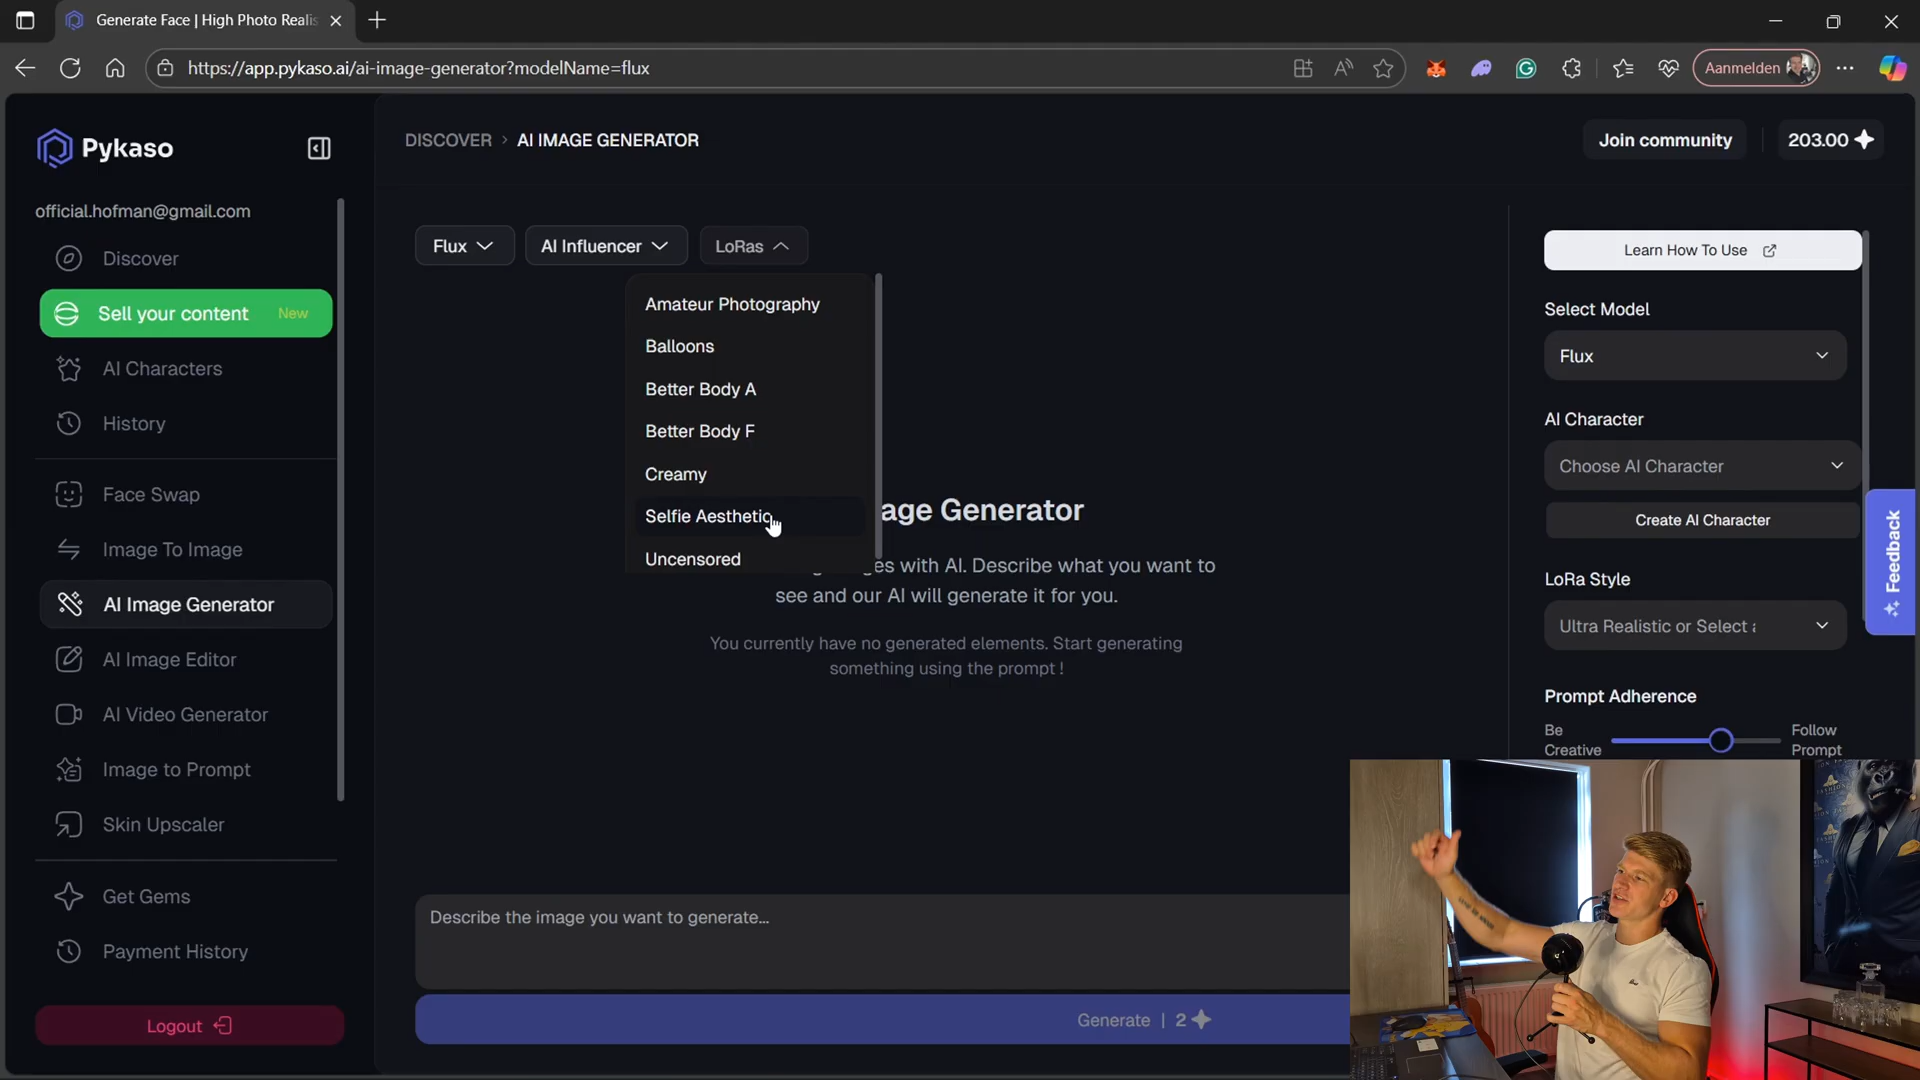 Generate Face | High Photo Realis
https://app.pykaso.ai/ai-image-generator?modelName=flux
Anmelden
Pykaso
official.hofman@gmail.com
Discover
Sell your content New
AI Characters
History
Face Swap
Image To Image
AI Image Generator
AI Image Editor
AI Video Generator
Image to Prompt
Skin Upscaler
Get Gems
Payment History
Logout
DISCOVER > AI IMAGE GENERATOR
Join community
203.00
Flux
AI Influencer
LoRas
Amateur Photography
Balloons
Better Body A
Better Body F
Creamy
Selfie Aesthetic
Uncensored
age Generator
es with AI. Describe what you want to
see and our AI will generate it for you.
You currently have no generated elements. Start generating
something using the prompt !
Describe the image you want to generate...
Generate | 2
Learn How To Use
Select Model
Flux
AI Character
Choose AI Character
Create AI Character
LoRa Style
Ultra Realistic or Select
Prompt Adherence
Be
Creative
Follow
Prompt
Feedback